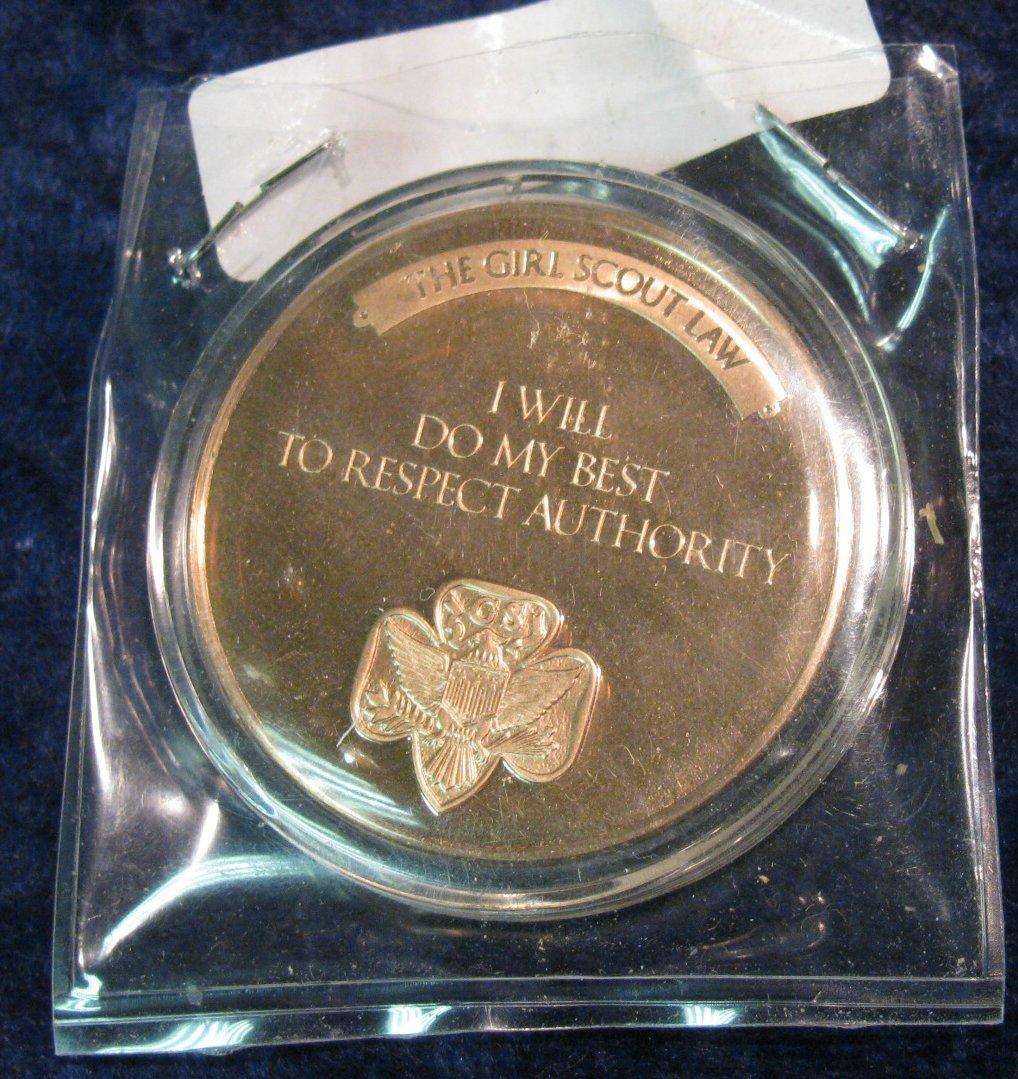 THE GIRL SCOUT LAW
I WILL
DO MY BEST
TO RESPECT AUTHORITY
GS